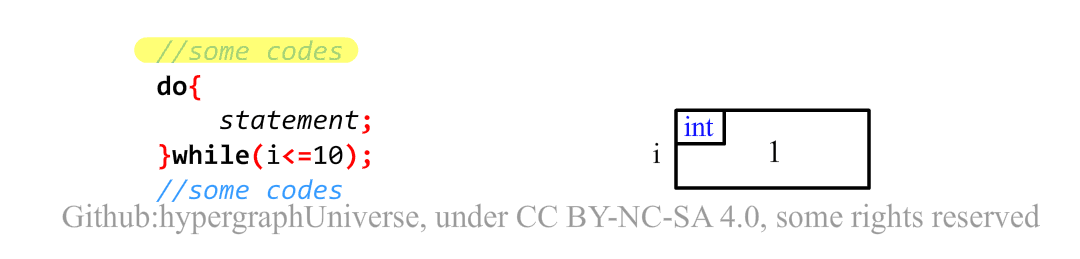 //some codes
do{
statement;
}while(i<=10);
//some codes
int
i
1
Github:hypergraphUniverse, under CC BY-NC-SA 4.0, some rights reserved